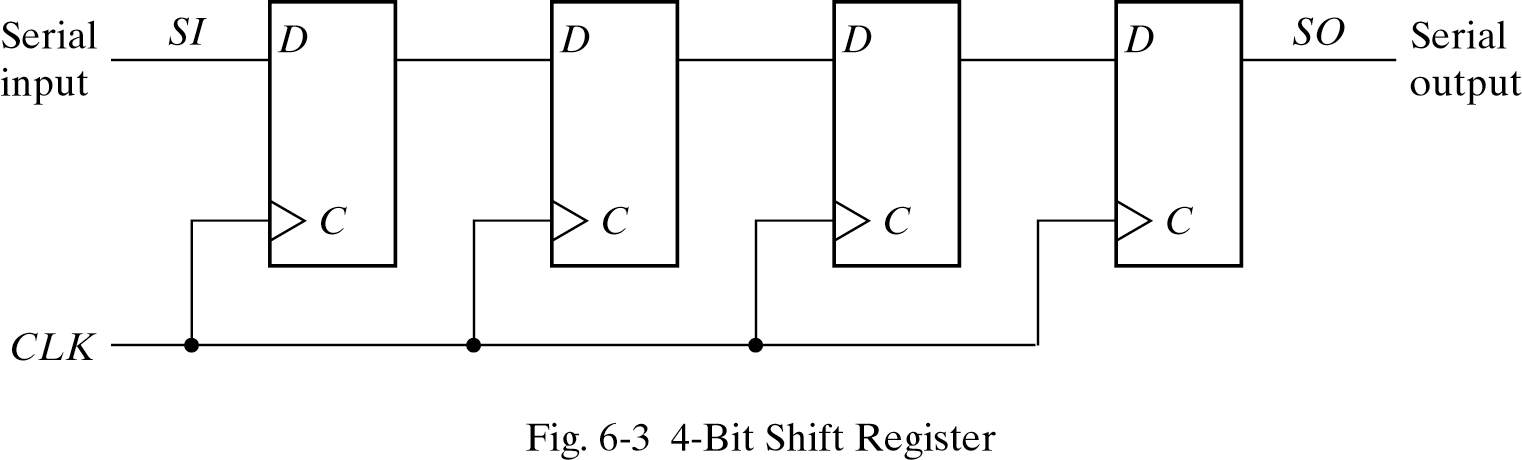 Serial input
SI
D
D
D
D
SO
Serial output
C
C
C
C
CLK
Fig. 6-3 4-Bit Shift Register